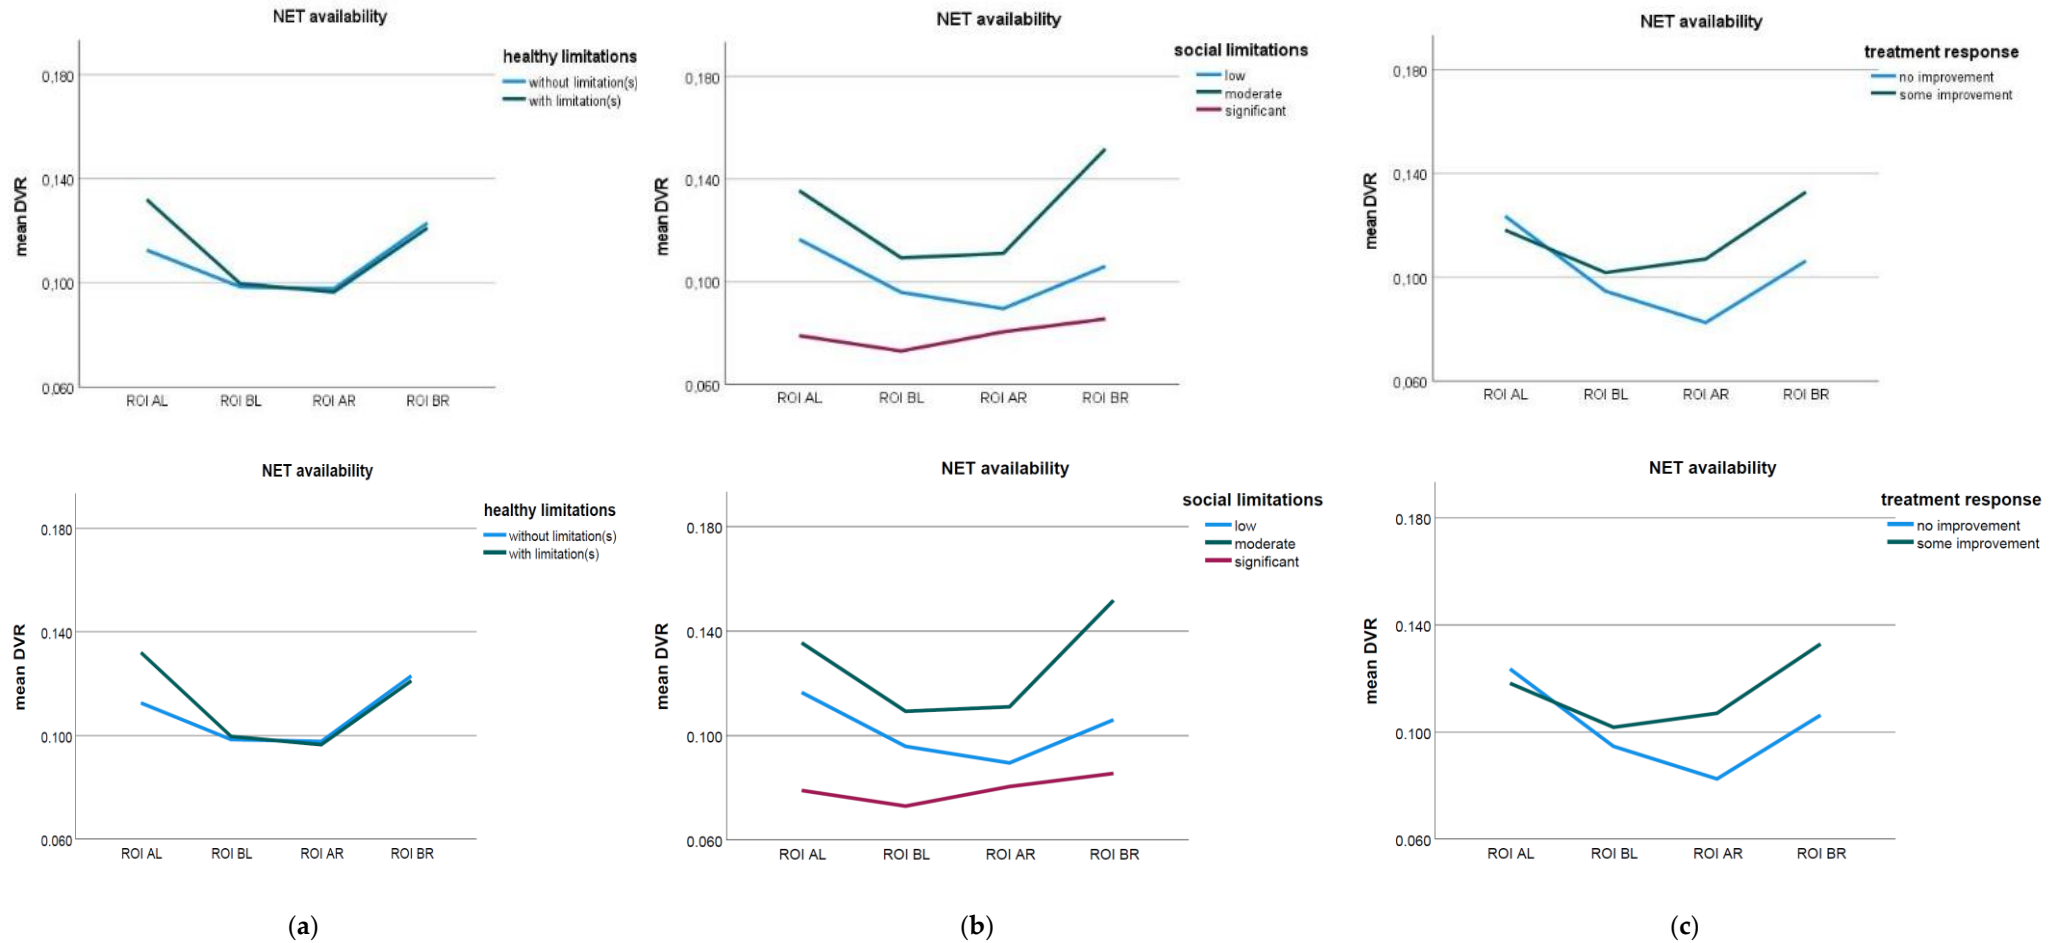 NET availability
healthy limitations
without limitation(s)
with limitation(s)
0,180
0,140
0,100
0,060
mean DVR
ROI AL ROI BL ROI AR ROI BR
NET availability
social limitations
low
moderate
significant
0,180
0,140
0,100
0,060
mean DVR
ROI AL ROI BL ROI AR ROI BR
NET availability
treatment response
no improvement
some improvement
0,180
0,140
0,100
0,060
mean DVR
ROI AL ROI BL ROI AR ROI BR
NET availability
healthy limitations
without limitation(s)
with limitation(s)
0.180
0.140
0.100
0.060
mean DVR
ROI AL ROI BL ROI AR ROI BR
NET availability
social limitations
low
moderate
significant
0.180
0.140
0.100
0.060
mean DVR
ROI AL ROI BL ROI AR ROI BR
NET availability
treatment response
no improvement
some improvement
0.180
0.140
0.100
0.060
mean DVR
ROI AL ROI BL ROI AR ROI BR
(a) (b) (c)